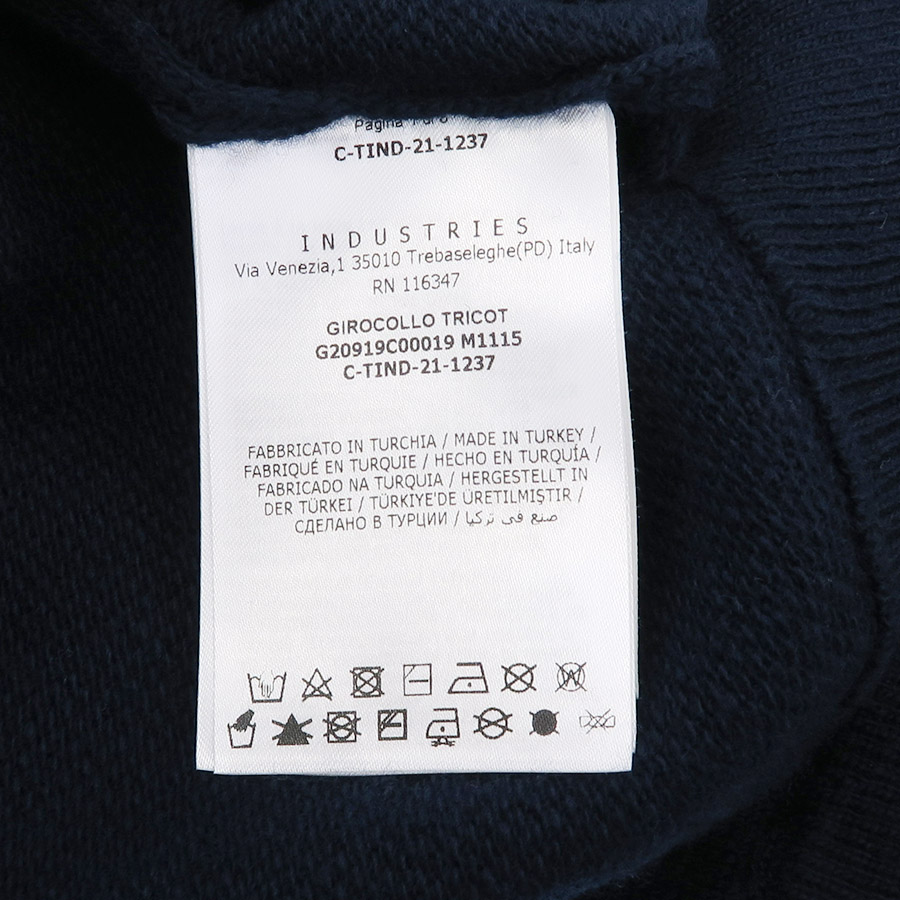 Pagina
C-TIND-21-1237
INDUSTRIES
Via Venezia,1 35010 Trebaseleghe(PD) Italy
RN 116347
GIROCOLLO TRICOT
G20919C00019 M1115
C-TIND-21-1237
FABBRICATO IN TURCHIA / MADE IN TURKEY /
FABRIQUÉ EN TURQUIE / HECHO EN TURQUÍA /
FABRICADO NA TURQUIA / HERGESTELLT IN
DER TÜRKEI / TÜRKIYE'DE ÜRETILMIŞTIR /
СДЕЛАНО В ТУРЦИИ / صنع في تركيا